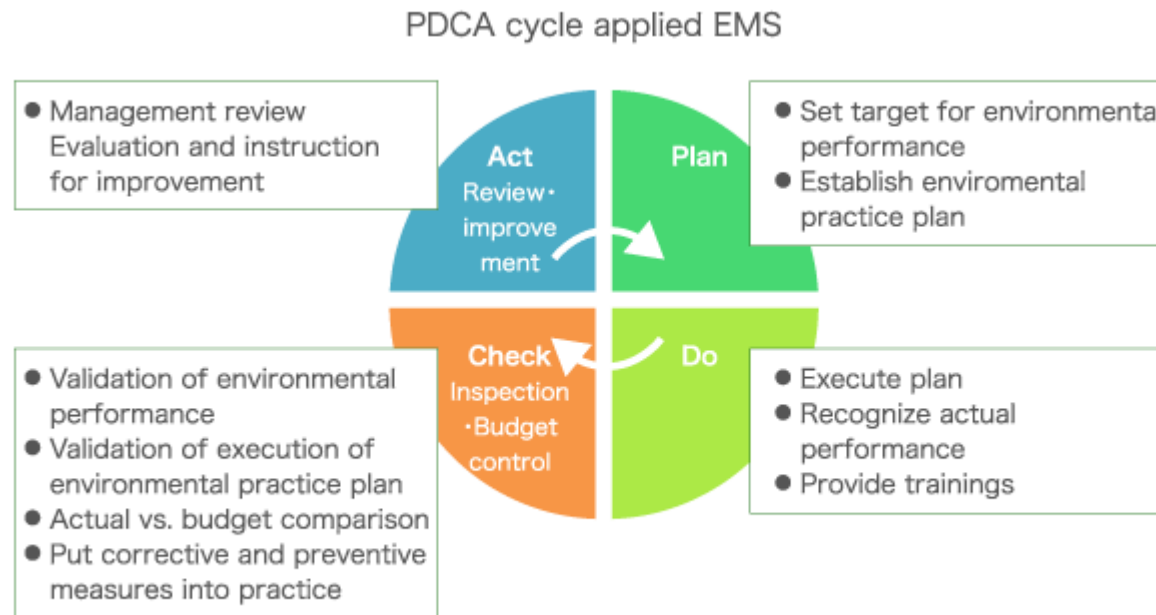 PDCA cycle applied EMS
● Management review
Evaluation and instruction
for improvement
Act
Review・
improve
ment
Plan
● Set target for environmenta
performance
● Establish enviromental
practice plan
● Validation of environmental
performance
● Validation of execution of
environmental practice plan
● Actual vs. budget comparison
● Put corrective and preventive
measures into practice
Check
Inspection
・Budget
control
Do
● Execute plan
● Recognize actual
performance
● Provide trainings